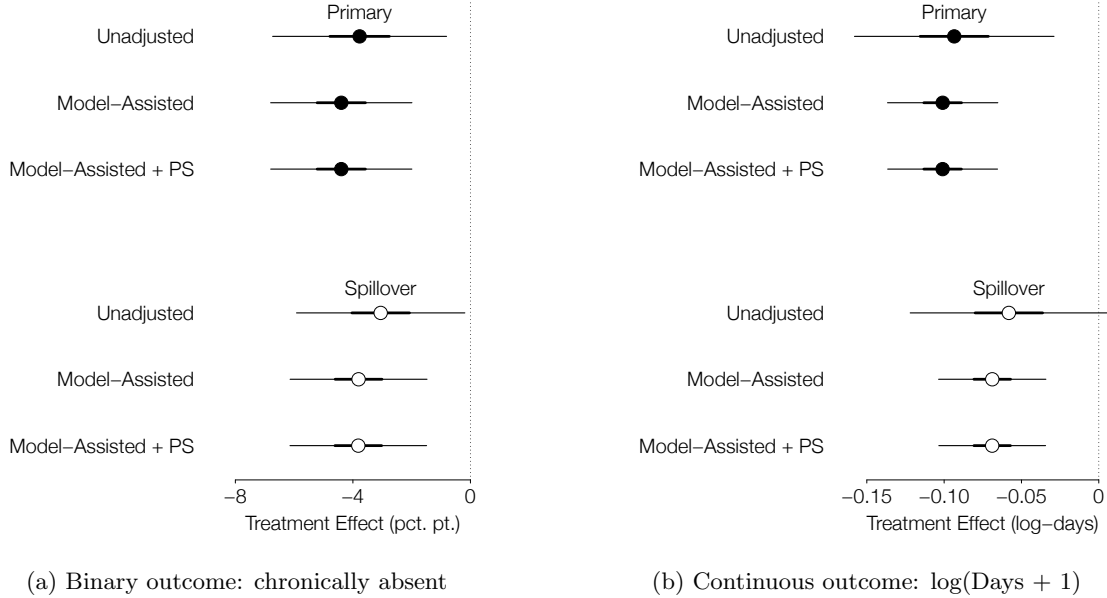 Primary
Unadjusted
Model–Assisted
Model–Assisted + PS
Spillover
Unadjusted
Model–Assisted
Model–Assisted + PS
−8 −4 0
Treatment Effect (pct. pt.)
(a) Binary outcome: chronically absent
Primary
Unadjusted
Model–Assisted
Model–Assisted + PS
Spillover
Unadjusted
Model–Assisted
Model–Assisted + PS
−0.15 −0.10 −0.05 0
Treatment Effect (log−days)
(b) Continuous outcome: log(Days + 1)